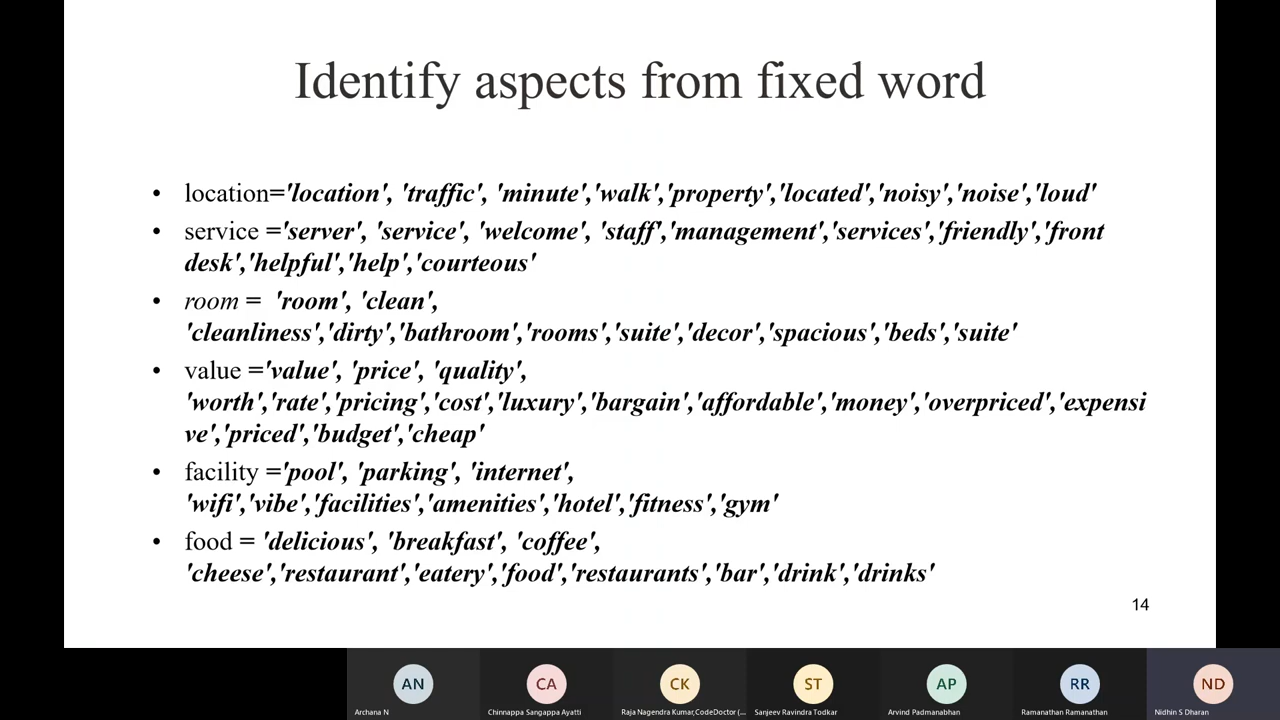 Identify aspects from fixed word
• location='location', 'traffic', 'minute','walk','property','located','noisy','noise','loud'
• service ='server', 'service', 'welcome', 'staff','management','services','friendly','front
desk','helpful','help','courteous'
• room = 'room', 'clean',
'cleanliness','dirty','bathroom','rooms','suite','decor','spacious','beds','suite'
• value ='value', 'price', 'quality',
'worth','rate','pricing','cost','luxury','bargain','affordable','money','overpriced','expensi
ve','priced','budget','cheap'
• facility ='pool', 'parking', 'internet',
'wifi','vibe','facilities','amenities','hotel','fitness','gym'
• food = 'delicious', 'breakfast', 'coffee',
'cheese','restaurant','eatery','food','restaurants','bar','drink','drinks'
14
AN CA CK ST AP RR ND
Archana N Chinnappa Sangappa Ayatti Raja Nagendra Kumar,CodeDoctor (... Sanjeev Ravindra Todkar Arvind Padmanabhan Ramanathan Ramanathan Nidhin S Dharan